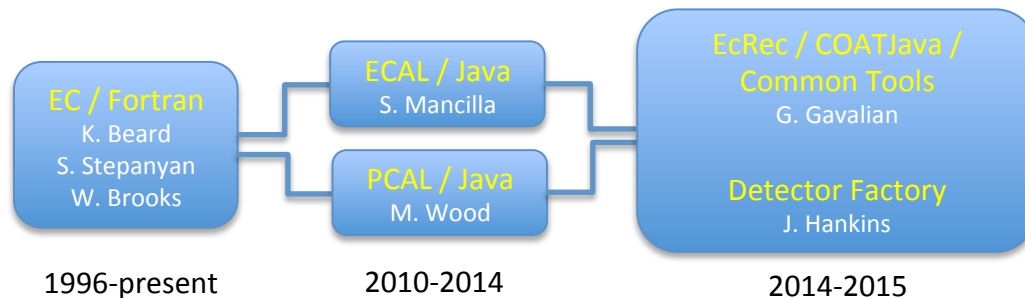 EC / Fortran
K. Beard
S. Stepanyan
W. Brooks
1996-present
ECAL / Java
S. Mancilla
PCAL / Java
M. Wood
2010-2014
EcRec / COATJava /
Common Tools
G. Gavalian
Detector Factory
J. Hankins
2014-2015